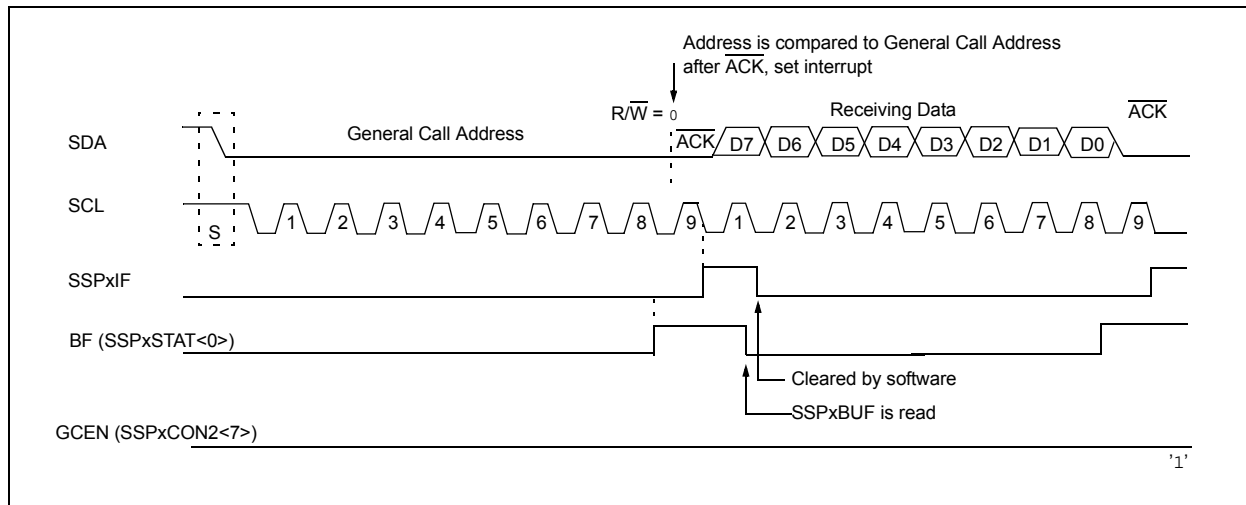 Address is compared to General Call Address
after ACK, set interrupt
R/W = 0
Receiving Data
ACK
SDA
General Call Address
ACK
D7 D6 D5 D4 D3 D2 D1 D0
SCL
S
1 2 3 4 5 6 7 8 9 1 2 3 4 5 6 7 8 9
SSPxIF
BF (SSPxSTAT<0>)
Cleared by software
SSPxBUF is read
GCEN (SSPxCON2<7>)
'1'